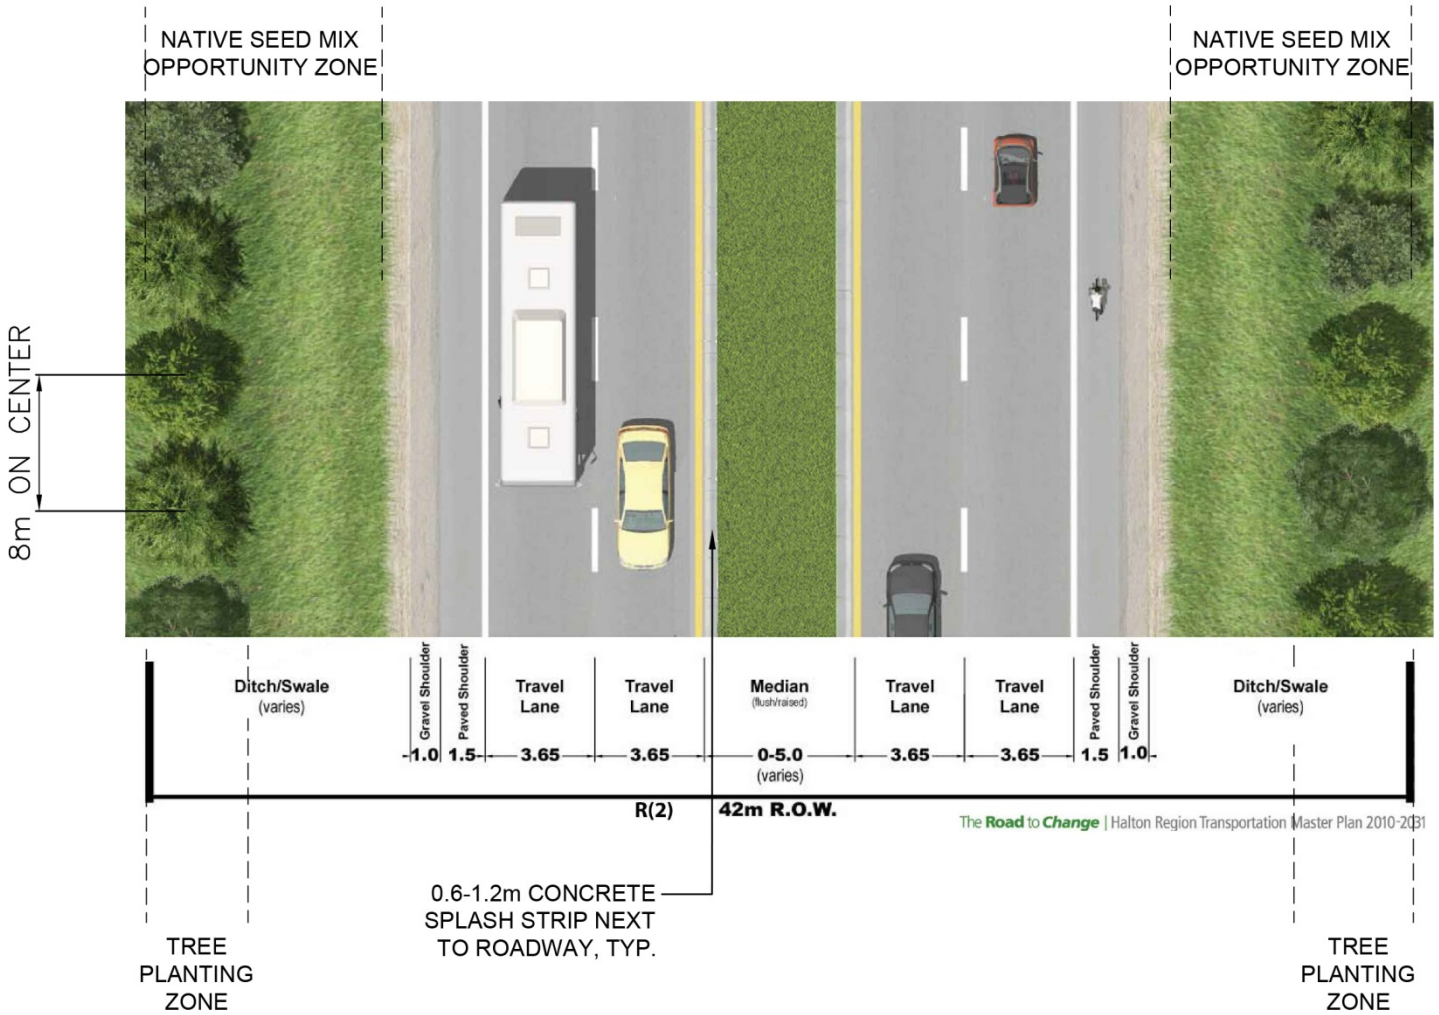 NATIVE SEED MIX
OPPORTUNITY ZONE
NATIVE SEED MIX
OPPORTUNITY ZONE
8m ON CENTER
Ditch/Swale
(varies)
Gravel Shoulder
1.0
Paved Shoulder
1.5
Travel
Lane
3.65
Travel
Lane
3.65
Median
(flush/raised)
0-5.0
(varies)
Travel
Lane
3.65
Travel
Lane
3.65
Paved Shoulder
1.5
Gravel Shoulder
1.0
Ditch/Swale
(varies)
R(2) 42m R.O.W.
The Road to Change | Halton Region Transportation Master Plan 2010-2031
0.6-1.2m CONCRETE
SPLASH STRIP NEXT
TO ROADWAY, TYP.
TREE
PLANTING
ZONE
TREE
PLANTING
ZONE